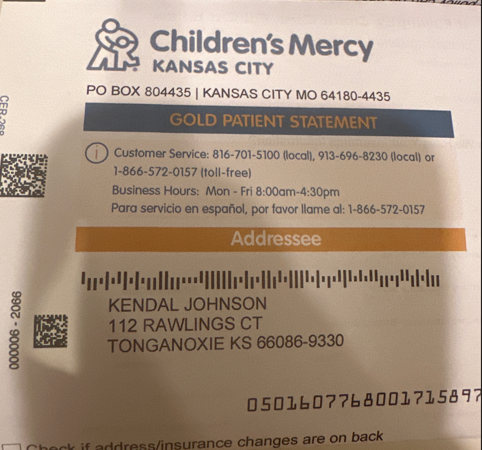 Children's Mercy
KANSAS CITY
PO BOX 804435 | KANSAS CITY MO 64180-4435
GOLD PATIENT STATEMENT
Customer Service: 816-701-5100 (local), 913-696-8230 (local) or
1-866-572-0157 (toll-free)
Business Hours: Mon - Fri 8:00am-4:30pm
Para servicio en español, por favor llame al: 1-866-572-0157
Addressee
KENDAL JOHNSON
112 RAWLINGS CT
TONGANOXIE KS 66086-9330
000006 - 2066
0501607768001715897
Check if address/insurance changes are on back